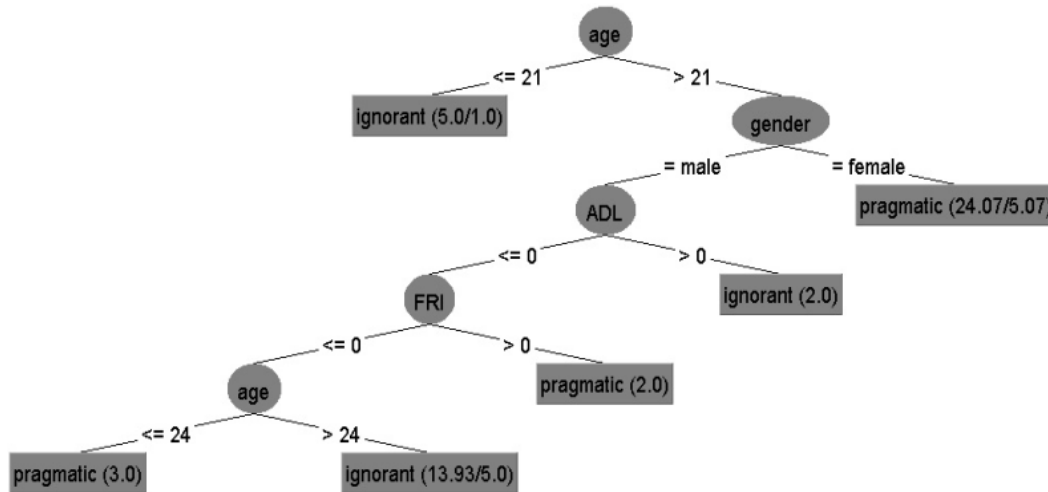 age
<= 21
> 21
ignorant (5.0/1.0)
gender
= male
= female
ADL
pragmatic (24.07/5.07)
<= 0
> 0
FRI
ignorant (2.0)
<= 0
> 0
age
pragmatic (2.0)
<= 24
> 24
pragmatic (3.0)
ignorant (13.93/5.0)